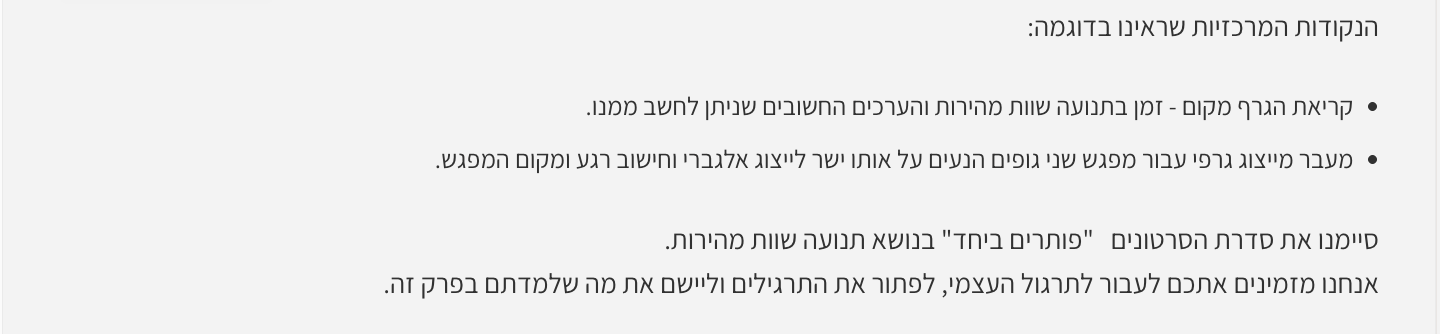 הנקודות המרכזיות שראינו בדוגמה:
• קריאת הגרף מקום - זמן בתנועה שוות מהירות והערכים החשובים שניתן לחשב ממנו.
• מעבר מייצוג גרפי עבור מפגש שני גופים הנעים על אותו ישר לייצוג אלגברי וחישוב רגע ומקום המפגש.
סיימנו את סדרת הסרטונים "פותרים ביחד" בנושא תנועה שוות מהירות.
אנחנו מזמינים אתכם לעבור לתרגול העצמי, לפתור את התרגילים וליישם את מה שלמדתם בפרק זה.